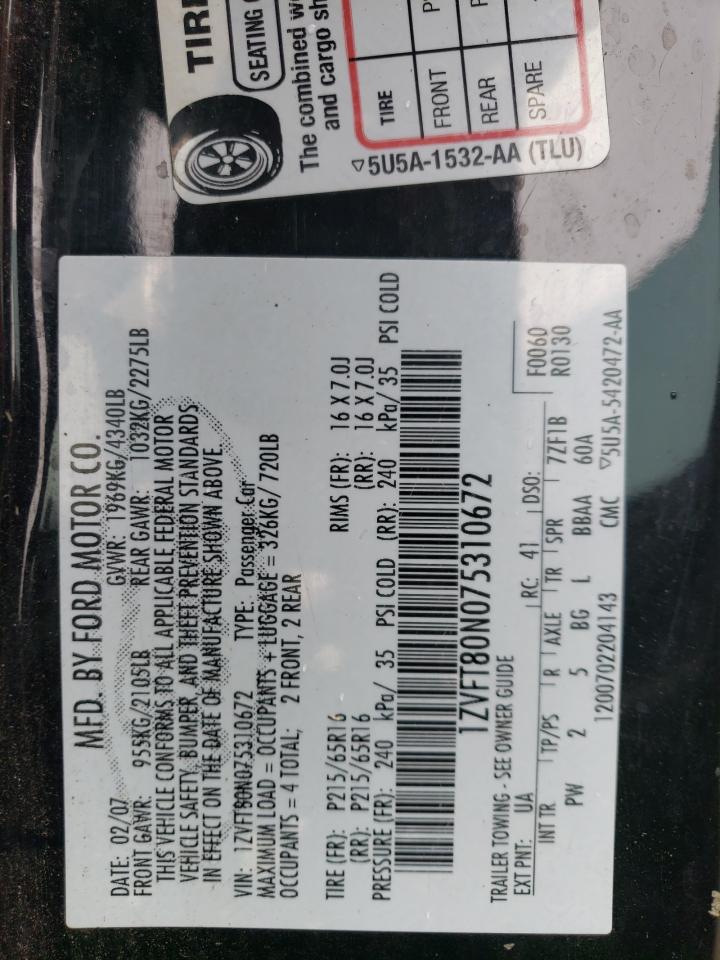 TIRE
SEATING
The combined
and cargo
TIRE
FRONT
REAR
SPARE
▽5U5A-1532-AA (TLU)
MFD. BY FORD MOTOR CO.
DATE: 02/07 GVWR: 1969KG/4340LB
FRONT GAWR: 955KG/2105LB REAR GAWR: 1032KG/2275LB
THIS VEHICLE CONFORMS TO ALL APPLICABLE FEDERAL MOTOR
VEHICLE SAFETY, BUMPER, AND THEFT PREVENTION STANDARDS
IN EFFECT ON THE DATE OF MANUFACTURE SHOWN ABOVE.
VIN: 1ZVFT80N075310672 TYPE: Passenger Car
MAXIMUM LOAD = OCCUPANTS + LUGGAGE = 326KG/720LB
OCCUPANTS = 4 TOTAL; 2 FRONT, 2 REAR
TIRE (FR): P215/65R16 RIMS (FR): 16 X 7.0J
(RR): P215/65R16 (RR): 16 X 7.0J
PRESSURE (FR): 240 kPa/ 35 PSI COLD (RR): 240 kPa/ 35 PSI COLD
1ZVFT80N075310672
TRAILER TOWING - SEE OWNER GUIDE
F0060
EXT PNT: UA RC: 41 DSO: R0130
INT TR TP/PS R AXLE TR SPR 7ZF1B
PW 2 5 BG L BBAA 60A
1200702204143 CMC ▽5U5A-5420472-AA